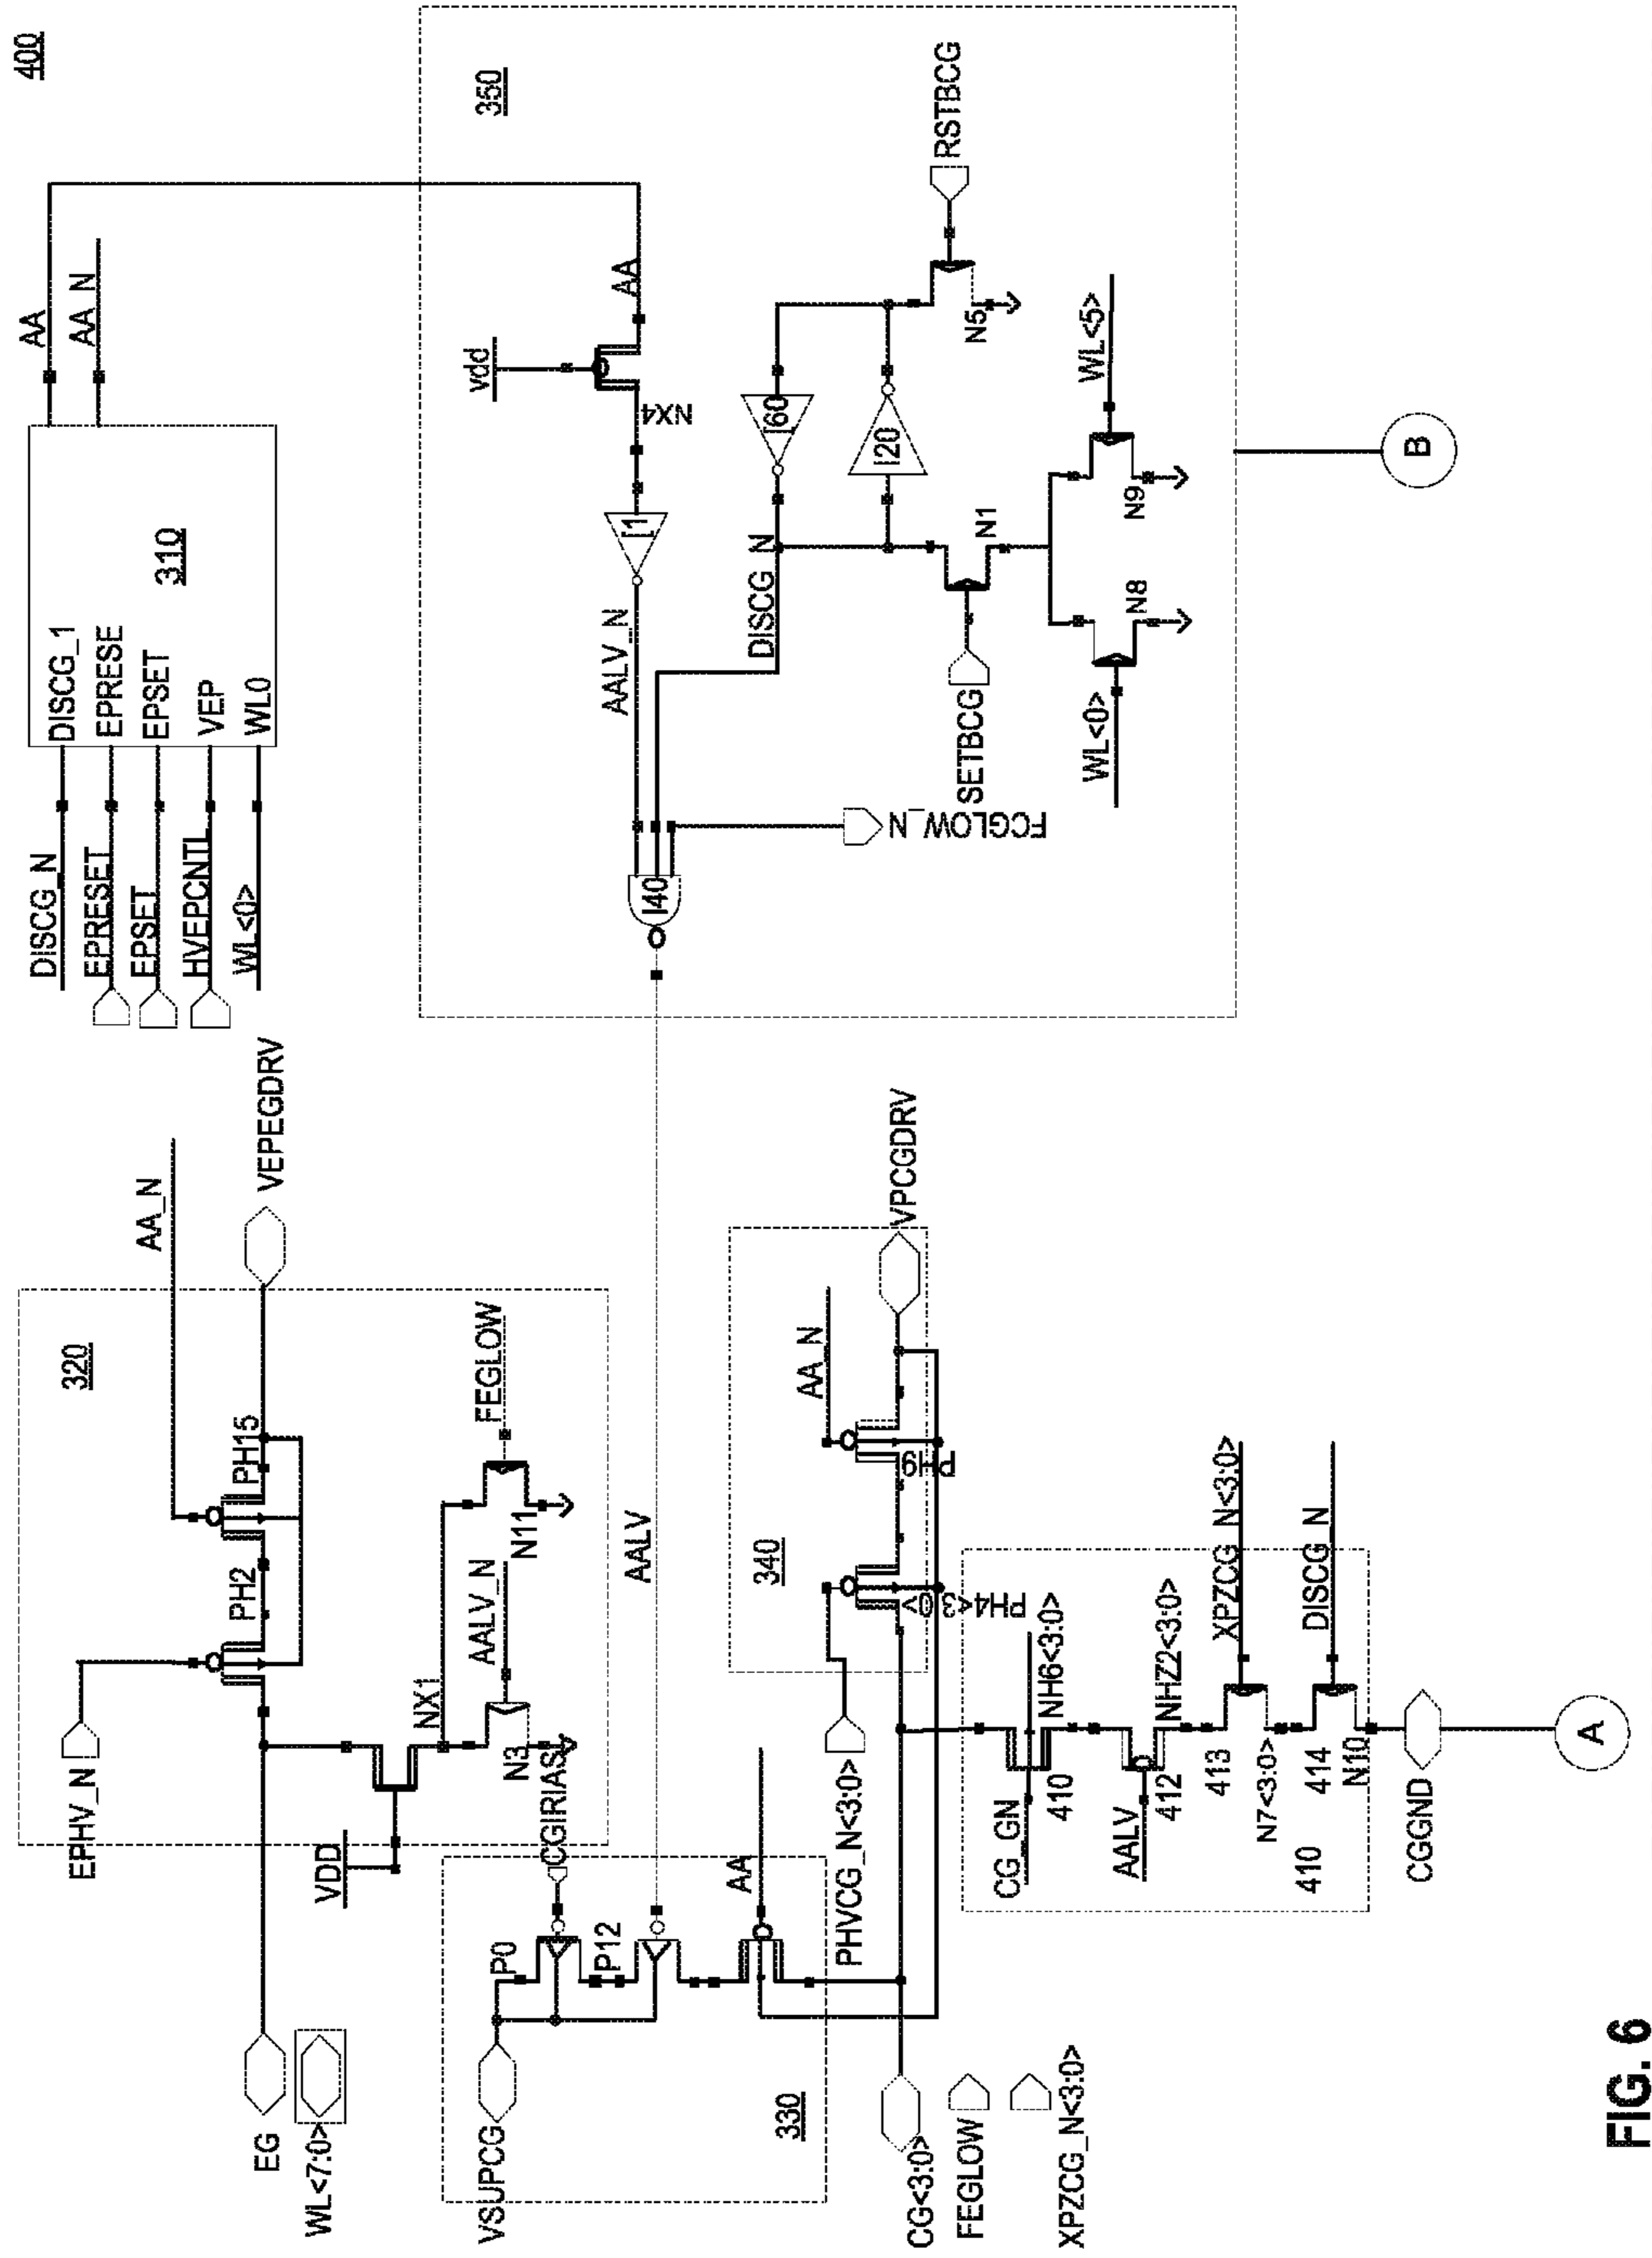 400
AA
AA_N
DISCG_N
EPRESET
EPSET
HVEPCNTL
WL<0>
DISCG_1
EPRESE
EPSET
VEP
WL0
310
350
vdd
AA
NX4
I1
AALV_N
I60
DISCG_N
I20
I40
FCGLOW_N
RSTBCG
N5
SETBCG
N1
WL<0>
N8
N9
WL<5>
B
320
AA_N
VEPEGDRV
EPHV_N
PH2
PH15
NX1
VDD
AALV_N
N3
N11
FEGLOW
EG
WL<7:0>
VSUPCG
P0
CGIRIAS
P12
AALV
AA
330
340
AA_N
VPCGDRV
PH9
PH4<3:0>
PHVCG_N<3:0>
CG<3:0>
FEGLOW
XPZCG_N<3:0>
CG_GN
NH6<3:0>
410
AALV
412
NHZ2<3:0>
413
XPZCG_N<3:0>
N7<3:0>
414
DISCG_N
410
N10
CGGND
A
FIG. 6